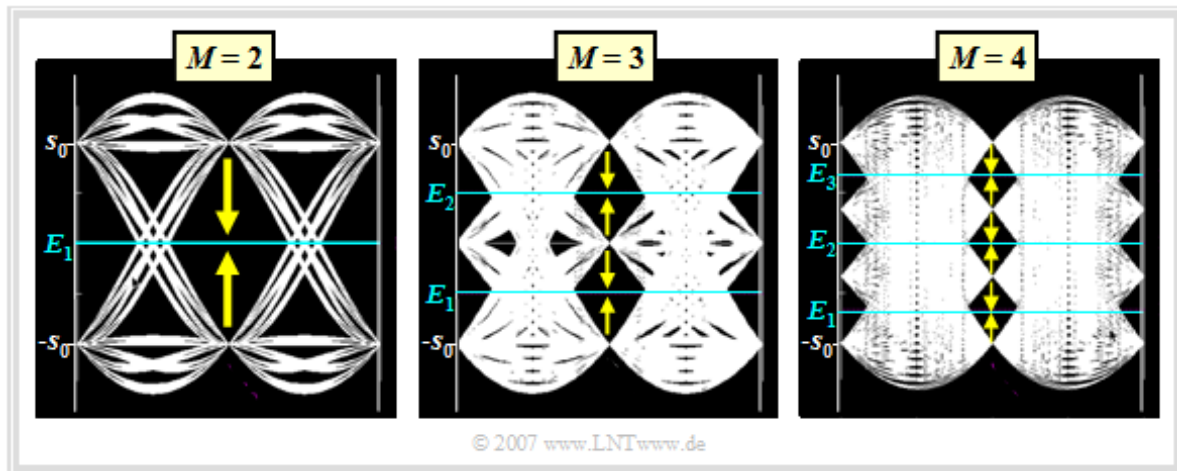 M = 2
s₀
E₁
-s₀
M = 3
s₀
E₂
E₁
-s₀
M = 4
s₀
E₃
E₂
E₁
-s₀
© 2007 www.LNTwww.de